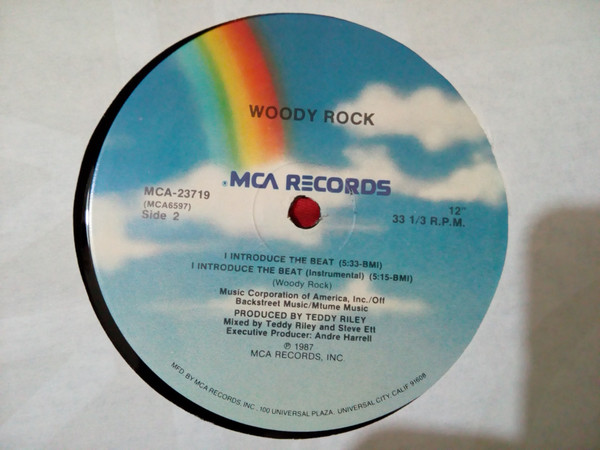 WOODY ROCK
MCA RECORDS
MCA-23719
(MCA6597)
Side 2
12"
33 1/3 R.P.M.
I INTRODUCE THE BEAT (5:33-BMI)
I INTRODUCE THE BEAT (Instrumental) (5:15-BMI)
(Woody Rock)
Music Corporation of America, Inc./Off
Backstreet Music/Mtume Music
PRODUCED BY TEDDY RILEY
Mixed by Teddy Riley and Steve Ett
Executive Producer: Andre Harrell
℗ 1987
MCA RECORDS, INC.
MFD. BY MCA RECORDS, INC., 100 UNIVERSAL PLAZA, UNIVERSAL CITY, CALIF. 91608